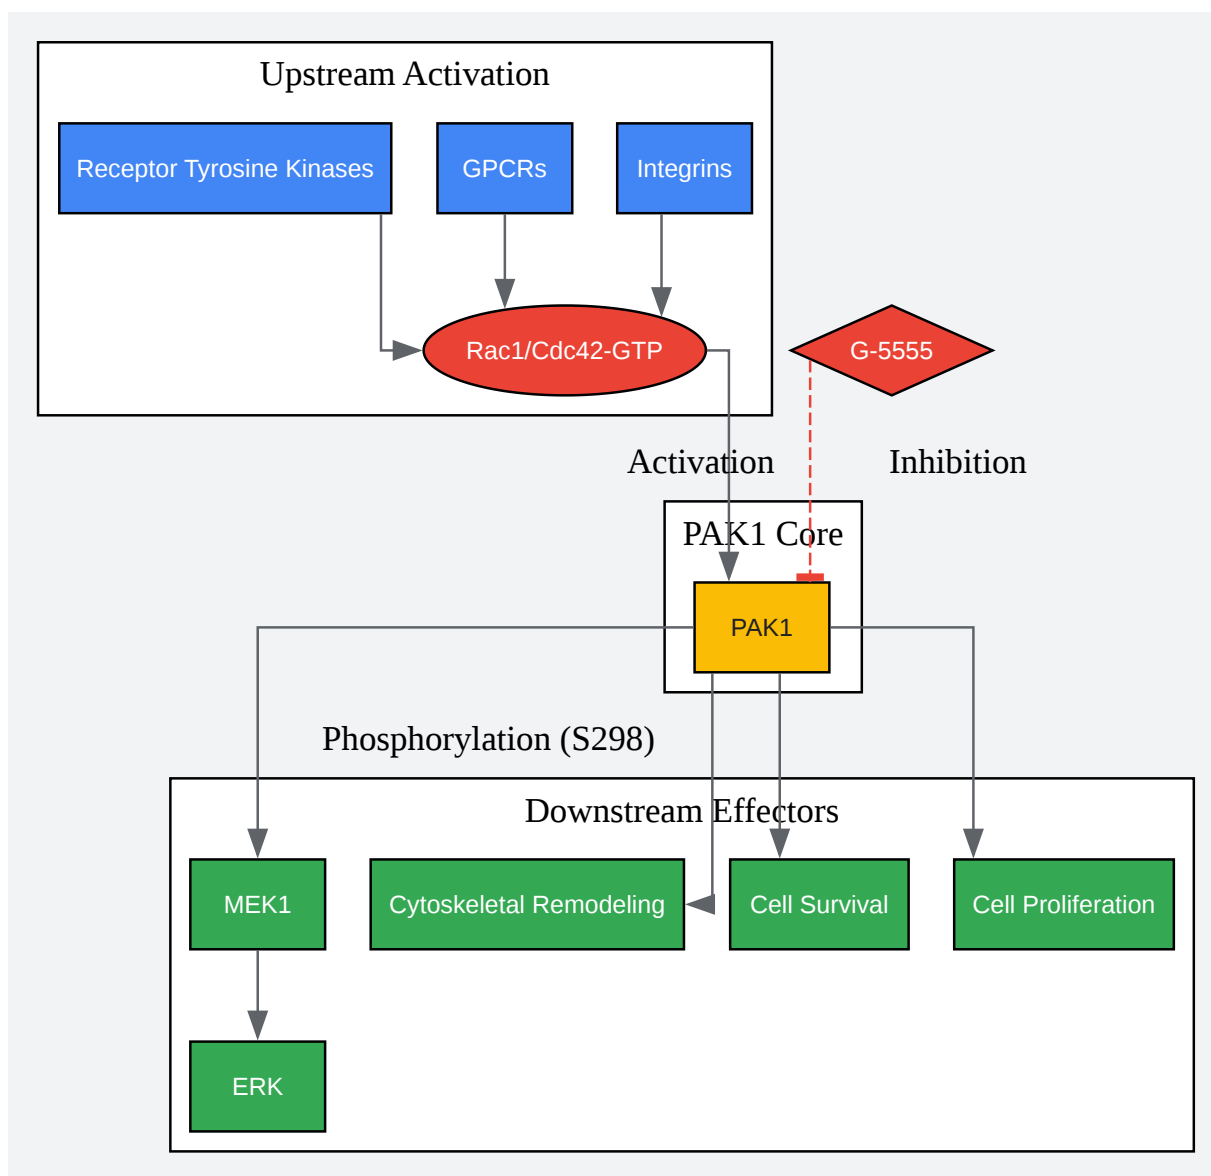 Upstream Activation
Receptor Tyrosine Kinases
GPCRs
Integrins
Rac1/Cdc42-GTP
G-5555
Activation
Inhibition
PAK1 Core
PAK1
Phosphorylation (S298)
Downstream Effectors
MEK1
Cytoskeletal Remodeling
Cell Survival
Cell Proliferation
ERK